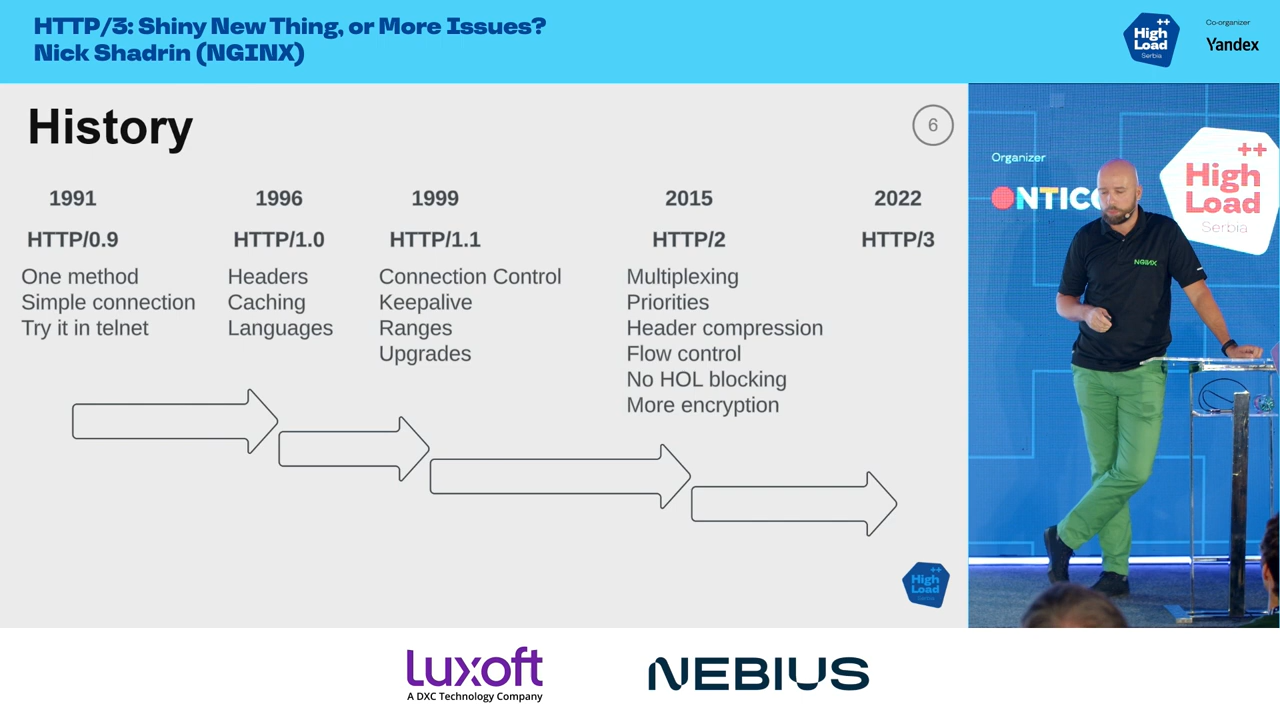 HTTP/3: Shiny New Thing, or More Issues?
Nick Shadrin (NGINX)
++
High
Load
Serbia
Co-organizer
Yandex
History
6
1991
HTTP/0.9
One method
Simple connection
Try it in telnet
1996
HTTP/1.0
Headers
Caching
Languages
1999
HTTP/1.1
Connection Control
Keepalive
Ranges
Upgrades
2015
HTTP/2
Multiplexing
Priorities
Header compression
Flow control
No HOL blocking
More encryption
2022
HTTP/3
++
High
Load
Serbia
Organizer
ONTICO
++
High
Load
Serbia
NGINX
Luxoft
A DXC Technology Company
NEBIUS